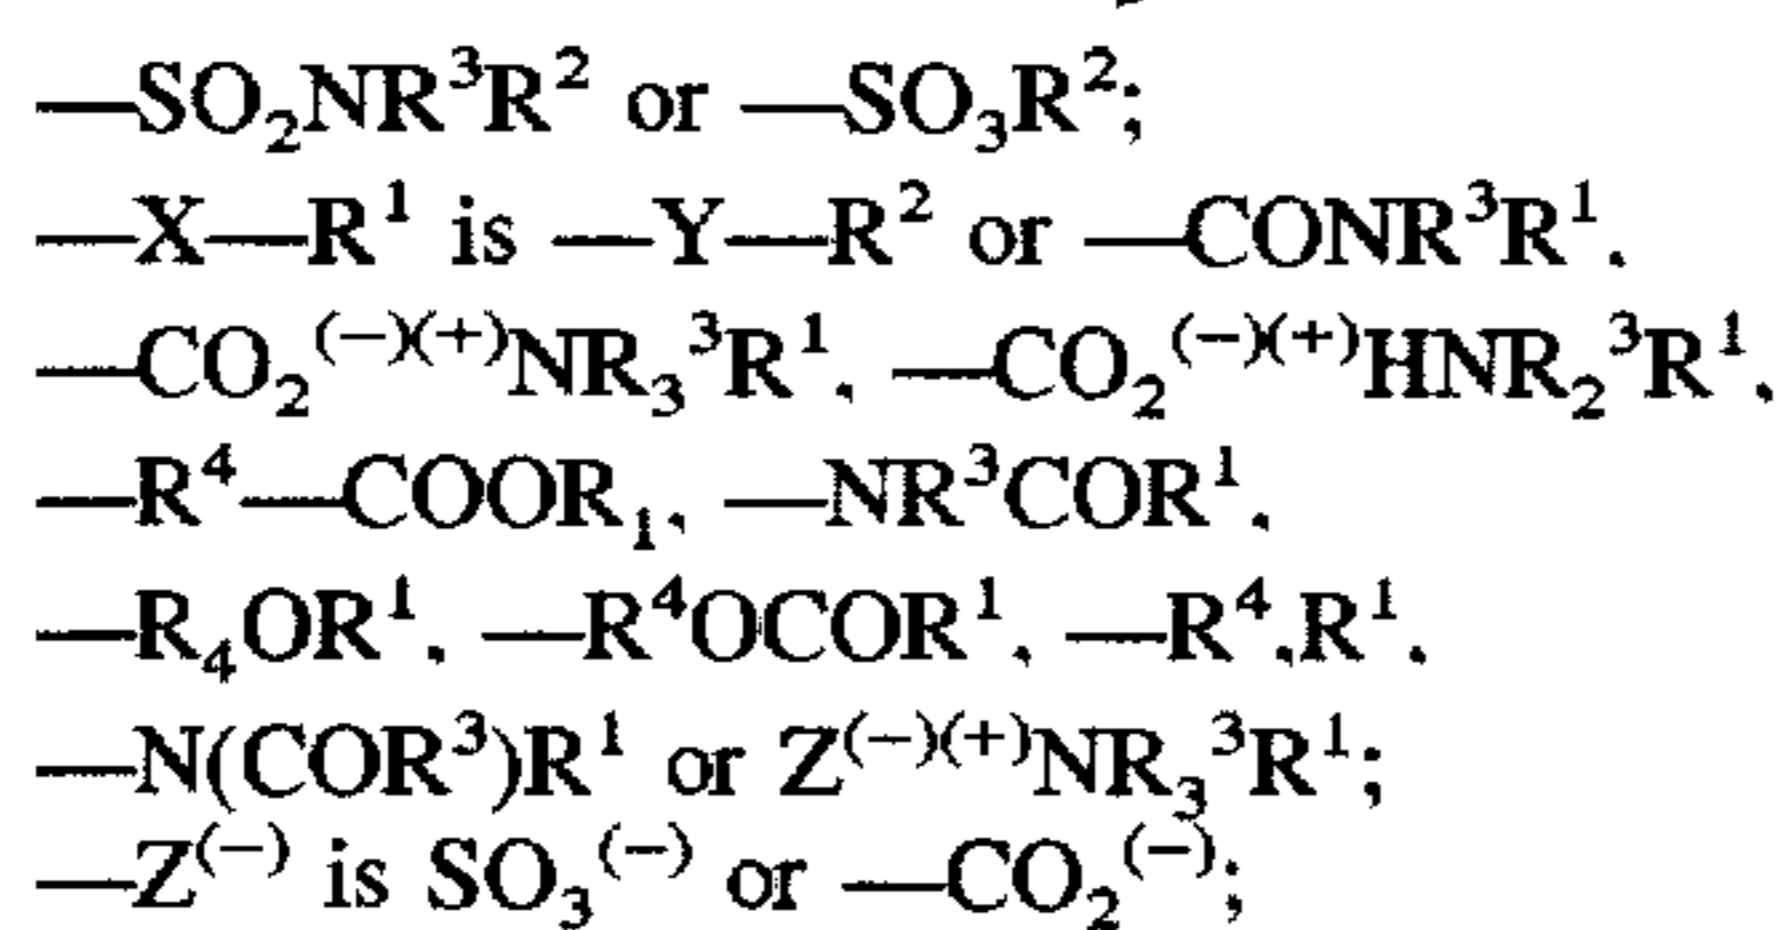 —SO₂NR³R² or —SO₃R²;
—X—R¹ is —Y—R² or —CONR³R¹.
—CO₂⁽⁻⁾⁽⁺⁾NR₃³R¹. —CO₂⁽⁻⁾⁽⁺⁾HNR₂³R¹.
—R⁴—COOR₁. —NR³COR¹.
—R₄OR¹. —R⁴OCOR¹. —R⁴.R¹.
—N(COR³)R¹ or Z⁽⁻⁾⁽⁺⁾NR₃³R¹;
—Z⁽⁻⁾ is SO₃⁽⁻⁾ or —CO₂⁽⁻⁾;